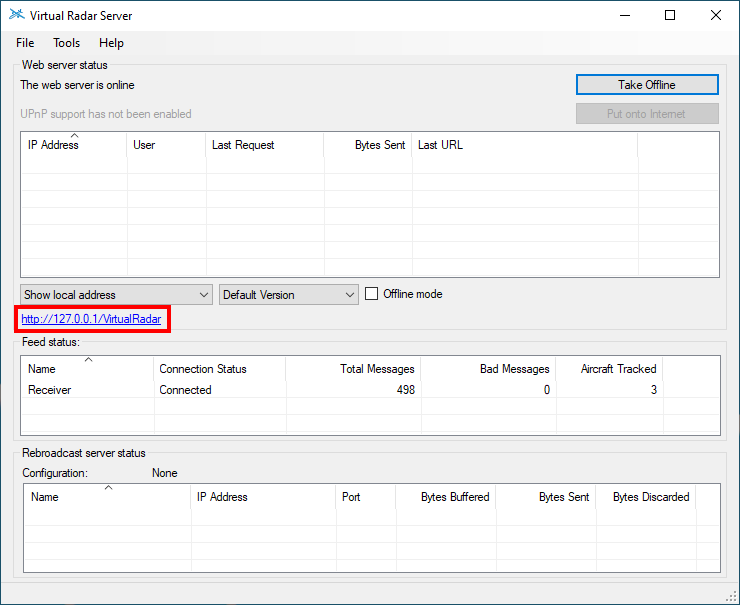 Virtual Radar Server
File Tools Help
Web server status
The web server is online
Take Offline
UPnP support has not been enabled
Put onto Internet
IP Address User Last Request Bytes Sent Last URL
Show local address Default Version Offline mode
http://127.0.0.1/VirtualRadar
Feed status:
Name Connection Status Total Messages Bad Messages Aircraft Tracked
Receiver Connected 498 0 3
Rebroadcast server status
Configuration: None
Name IP Address Port Bytes Buffered Bytes Sent Bytes Discarded